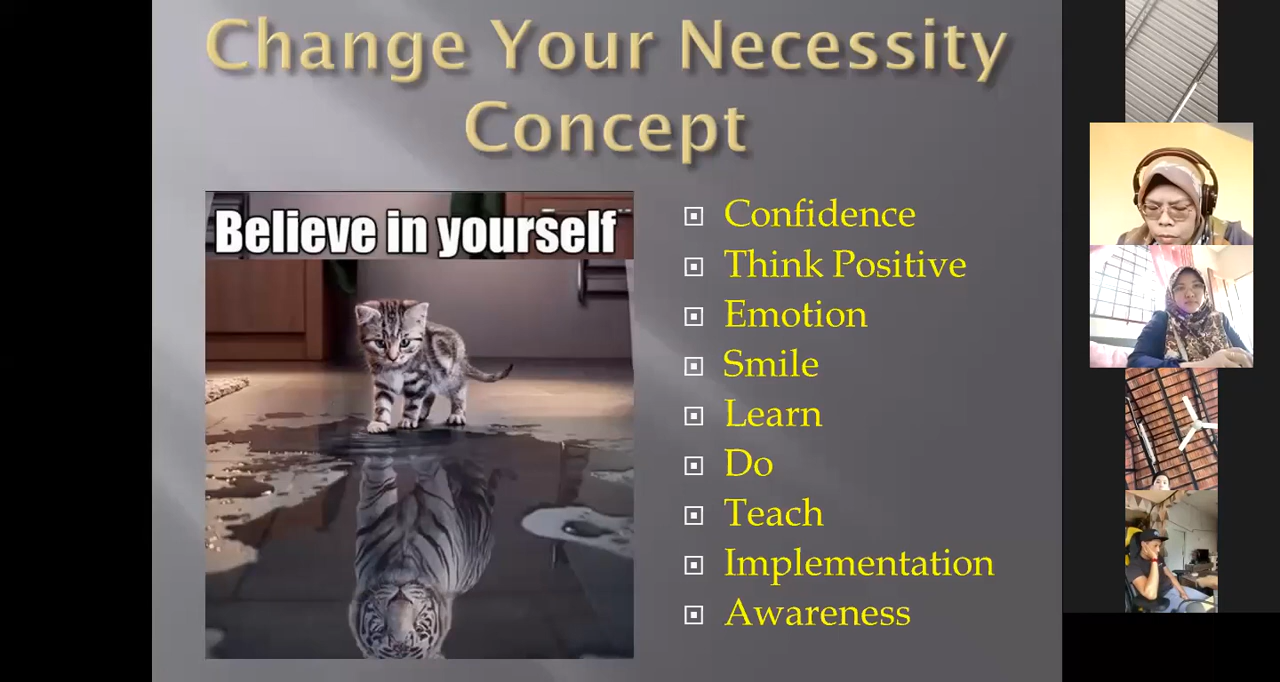 Change Your Necessity
Concept
Believe in yourself
Confidence
Think Positive
Emotion
Smile
Learn
Do
Teach
Implementation
Awareness